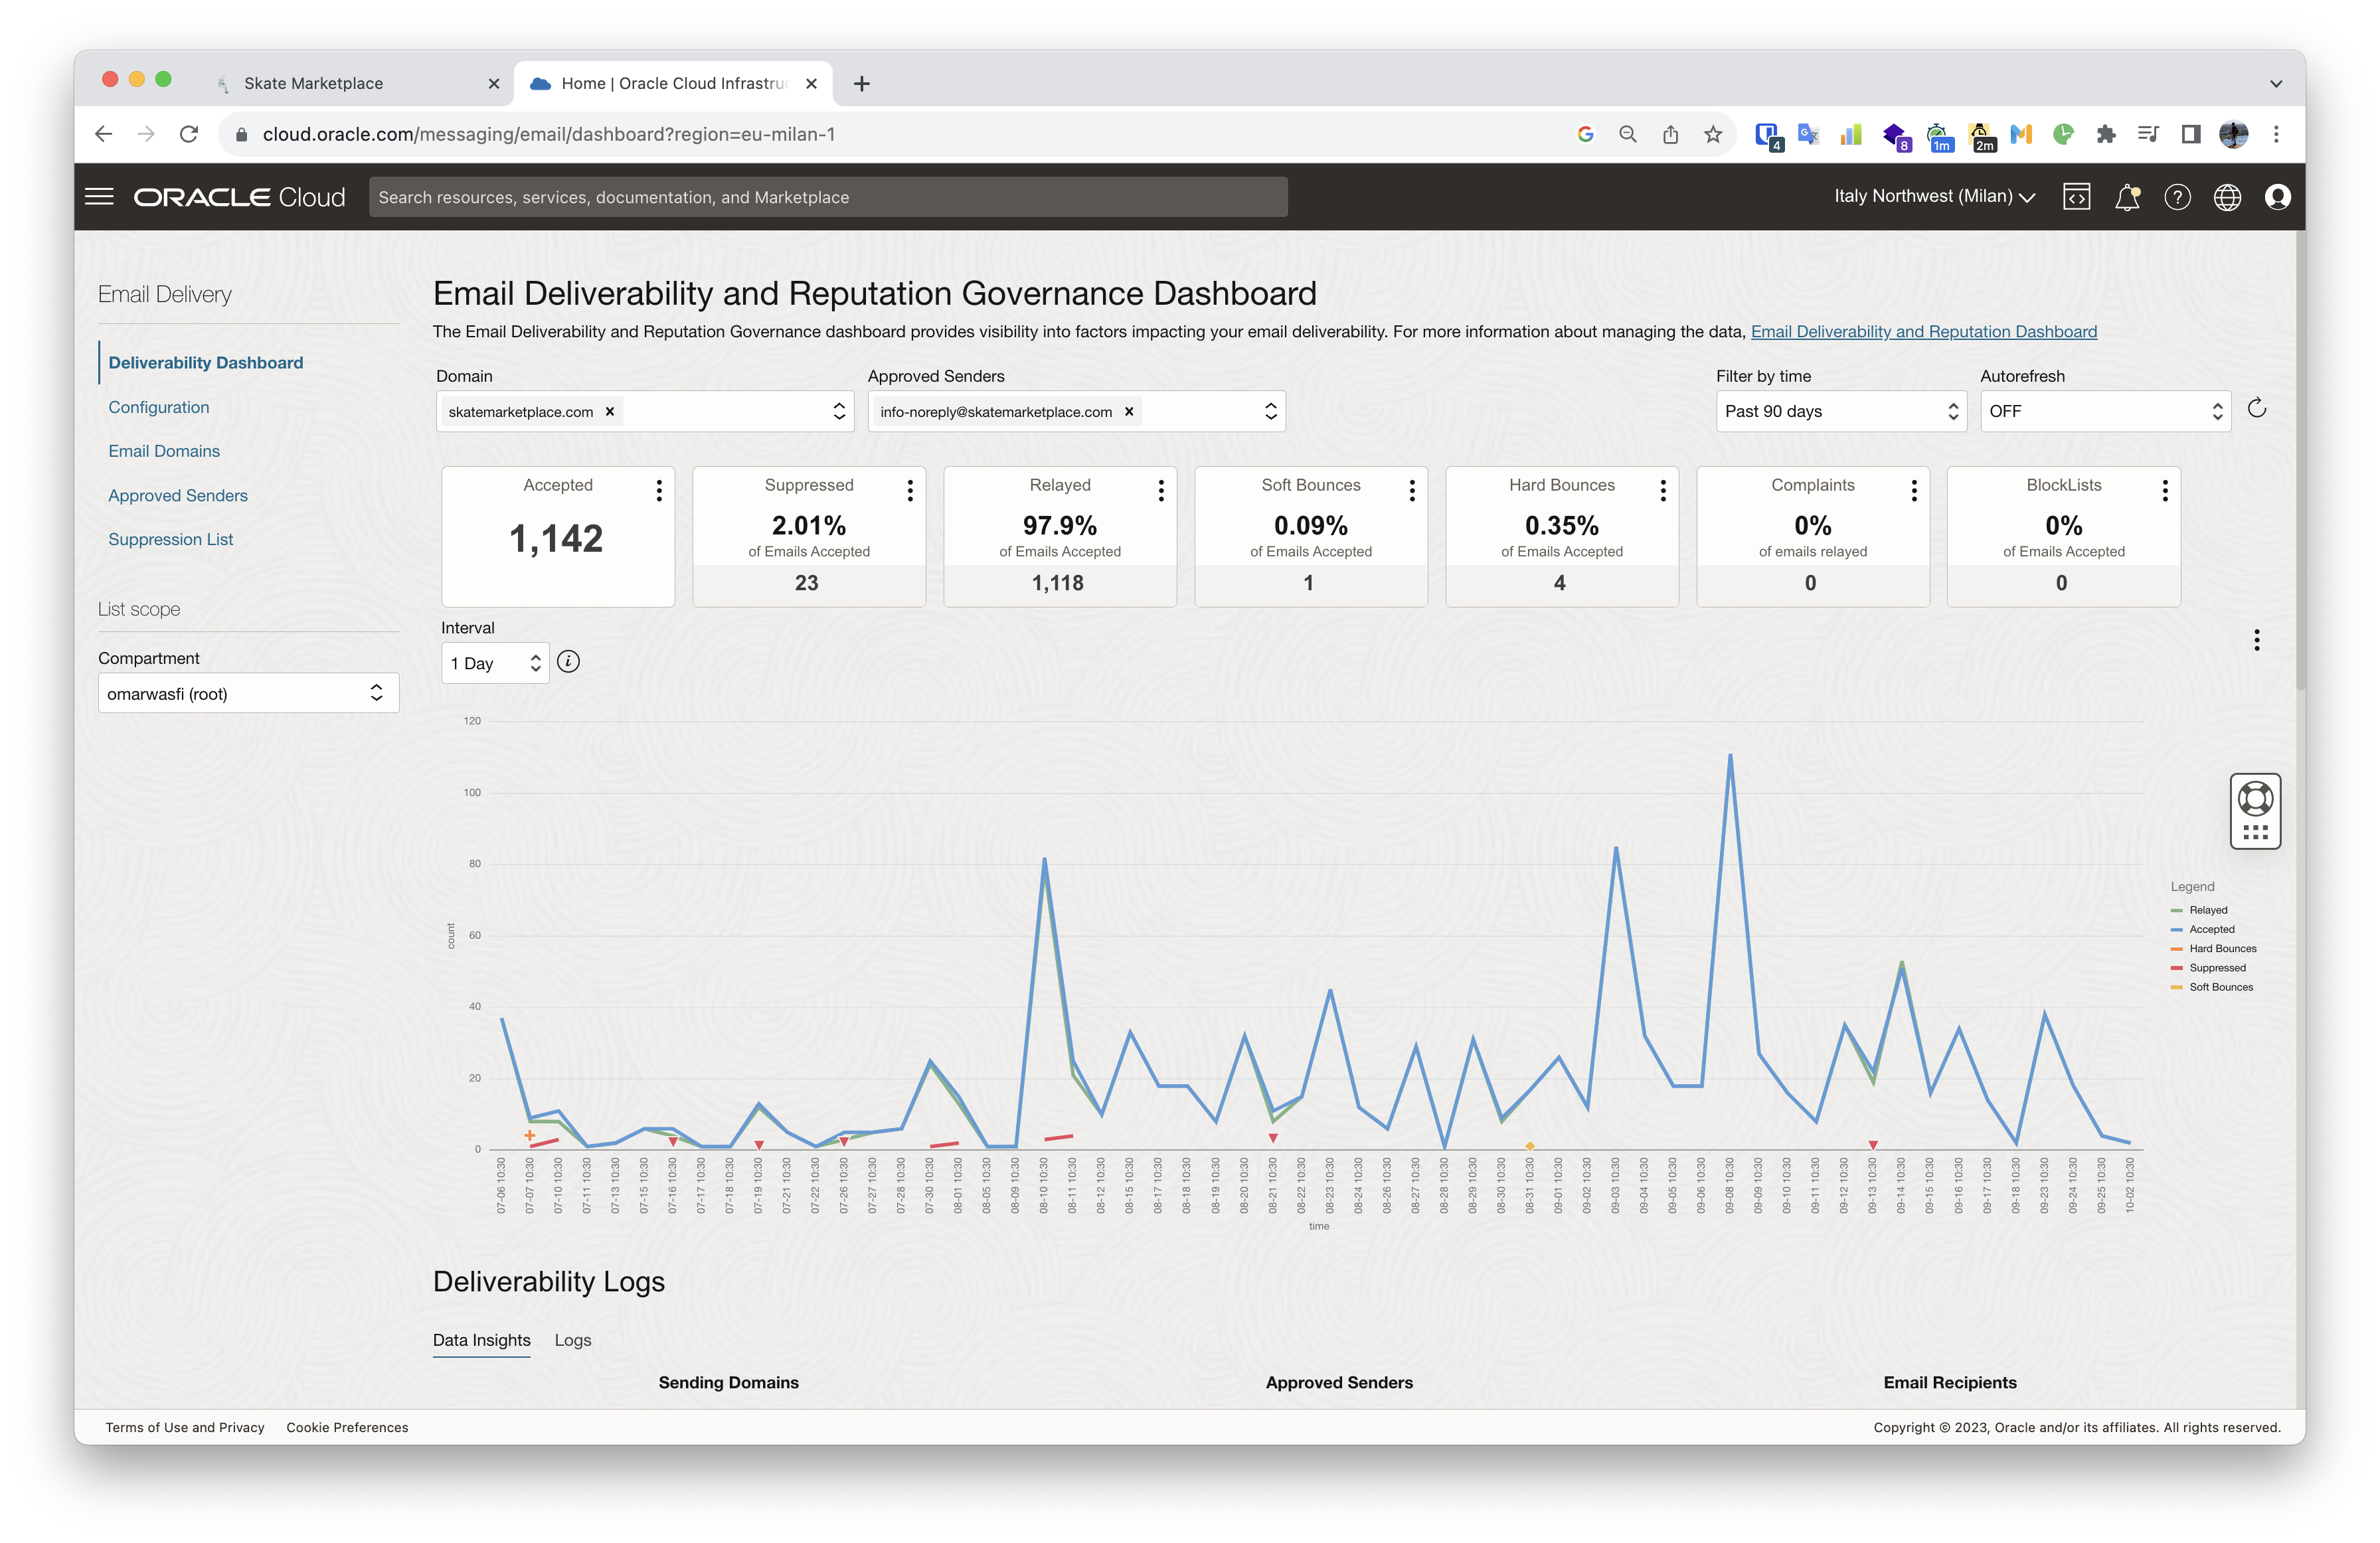 Skate Marketplace
Home | Oracle Cloud Infrastruc
cloud.oracle.com/messaging/email/dashboard?region=eu-milan-1
4
8
1m
2m
ORACLE Cloud
Search resources, services, documentation, and Marketplace
Italy Northwest (Milan)
Email Delivery
Deliverability Dashboard
Configuration
Email Domains
Approved Senders
Suppression List
List scope
Compartment
omarwasfi (root)
Email Deliverability and Reputation Governance Dashboard
The Email Deliverability and Reputation Governance dashboard provides visibility into factors impacting your email deliverability. For more information about managing the data, Email Deliverability and Reputation Dashboard
Domain
skatemarketplace.com
Approved Senders
info-noreply@skatemarketplace.com
Filter by time
Past 90 days
Autorefresh
OFF
Accepted
1,142
Suppressed
2.01%
of Emails Accepted
23
Relayed
97.9%
of Emails Accepted
1,118
Soft Bounces
0.09%
of Emails Accepted
1
Hard Bounces
0.35%
of Emails Accepted
4
Complaints
0%
of emails relayed
0
BlockLists
0%
of Emails Accepted
0
Interval
1 Day
120
100
80
60
40
20
0
count
07-06 10:30
07-07 10:30
07-10 10:30
07-11 10:30
07-13 10:30
07-15 10:30
07-16 10:30
07-17 10:30
07-18 10:30
07-19 10:30
07-21 10:30
07-22 10:30
07-26 10:30
07-27 10:30
07-28 10:30
07-30 10:30
08-01 10:30
08-05 10:30
08-09 10:30
08-10 10:30
08-11 10:30
08-12 10:30
08-15 10:30
08-17 10:30
08-18 10:30
08-19 10:30
08-20 10:30
08-21 10:30
08-22 10:30
08-23 10:30
08-24 10:30
08-26 10:30
08-27 10:30
08-28 10:30
08-29 10:30
08-30 10:30
08-31 10:30
09-01 10:30
09-02 10:30
09-03 10:30
09-04 10:30
09-05 10:30
09-06 10:30
09-08 10:30
09-09 10:30
09-10 10:30
09-11 10:30
09-12 10:30
09-13 10:30
09-14 10:30
09-15 10:30
09-16 10:30
09-17 10:30
09-18 10:30
09-23 10:30
09-24 10:30
09-25 10:30
10-02 10:30
time
Legend
Relayed
Accepted
Hard Bounces
Suppressed
Soft Bounces
Deliverability Logs
Data Insights
Logs
Sending Domains
Approved Senders
Email Recipients
Terms of Use and Privacy
Cookie Preferences
Copyright © 2023, Oracle and/or its affiliates. All rights reserved.